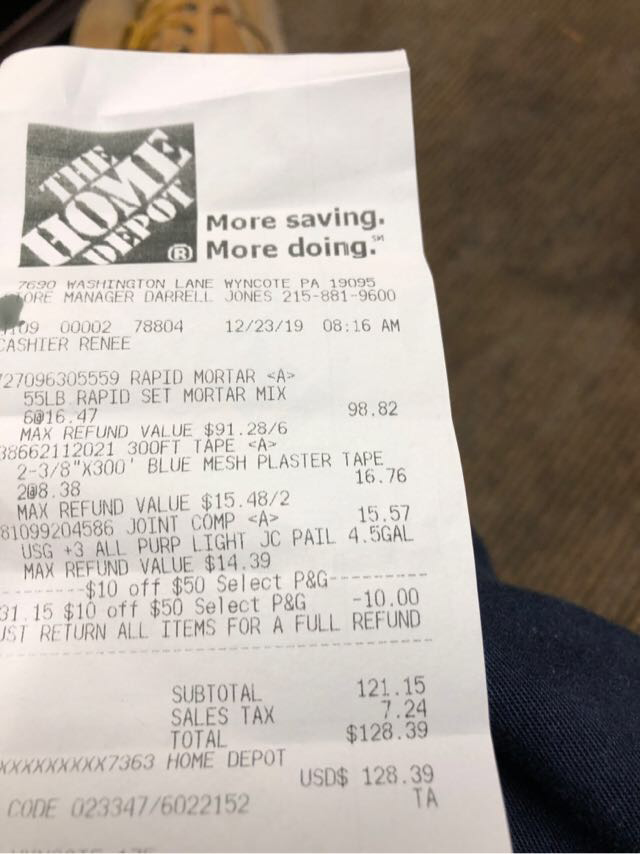 THE
HOME
DEPOT
®
More saving.
More doing.℠
7690 WASHINGTON LANE WYNCOTE PA 19095
ORE MANAGER DARRELL JONES 215-881-9600
09 00002 78804 12/23/19 08:16 AM
CASHIER RENEE
727096305559 RAPID MORTAR <A>
55LB RAPID SET MORTAR MIX
6@16.47 98.82
MAX REFUND VALUE $91.28/6
38662112021 300FT TAPE <A>
2-3/8"X300' BLUE MESH PLASTER TAPE
2@8.38 16.76
MAX REFUND VALUE $15.48/2
81099204586 JOINT COMP <A> 15.57
USG +3 ALL PURP LIGHT JC PAIL 4.5GAL
MAX REFUND VALUE $14.39
--------$10 off $50 Select P&G----------
31.15 $10 off $50 Select P&G -10.00
UST RETURN ALL ITEMS FOR A FULL REFUND
SUBTOTAL 121.15
SALES TAX 7.24
TOTAL $128.39
XXXXXXXXXX7363 HOME DEPOT
USD$ 128.39
CODE 023347/6022152 TA